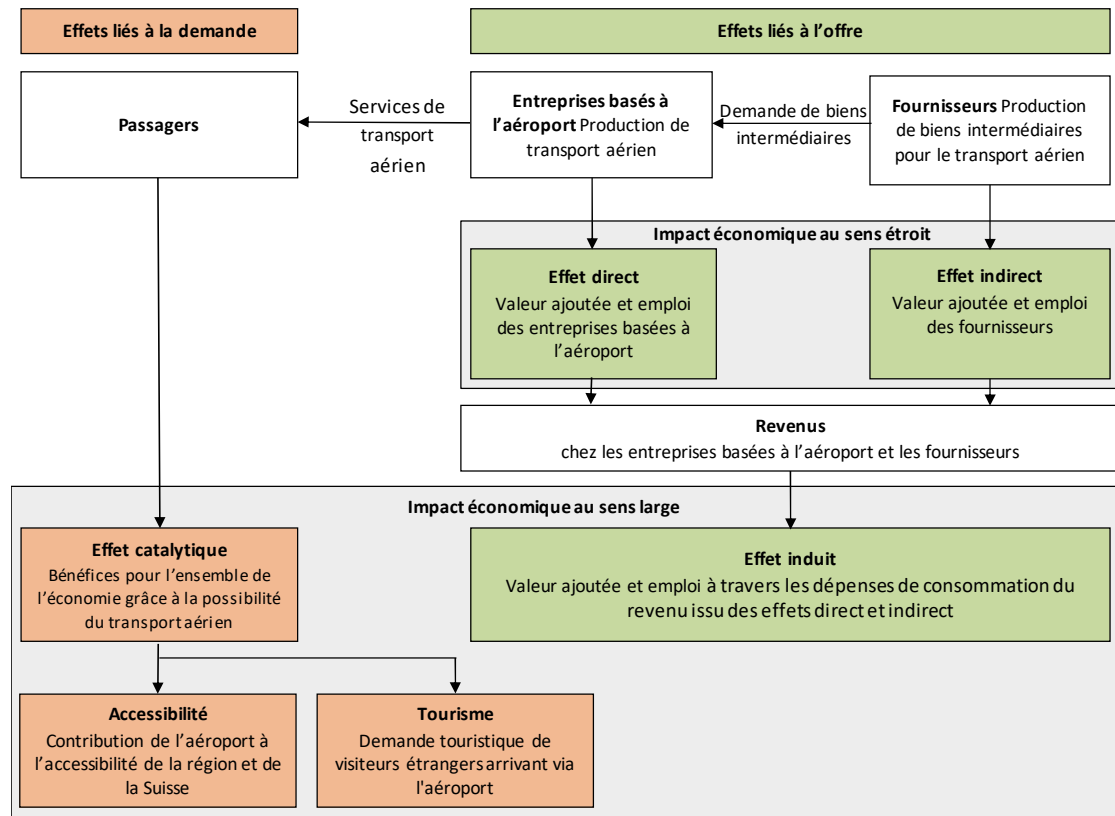 Effets liés à la demande
Effets liés à l’offre
Passagers
Services de
transport
aérien
Entreprises basés à
l’aéroport Production de
transport aérien
Demande de biens
intermédiaires
Fournisseurs Production
de biens intermédiaires
pour le transport aérien
Impact économique au sens étroit
Effet direct
Valeur ajoutée et emploi
des entreprises basées à
l’aéroport
Effet indirect
Valeur ajoutée et emploi
des fournisseurs
Revenus
chez les entreprises basées à l’aéroport et les fournisseurs
Impact économique au sens large
Effet catalytique
Bénéfices pour l’ensemble de
l’économie grâce à la possibilité
du transport aérien
Effet induit
Valeur ajoutée et emploi à travers les dépenses de consommation du
revenu issu des effets direct et indirect
Accessibilité
Contribution de l’aéroport à
l’accessibilité de la région et de
la Suisse
Tourisme
Demande touristique de
visiteurs étrangers arrivant via
l'aéroport